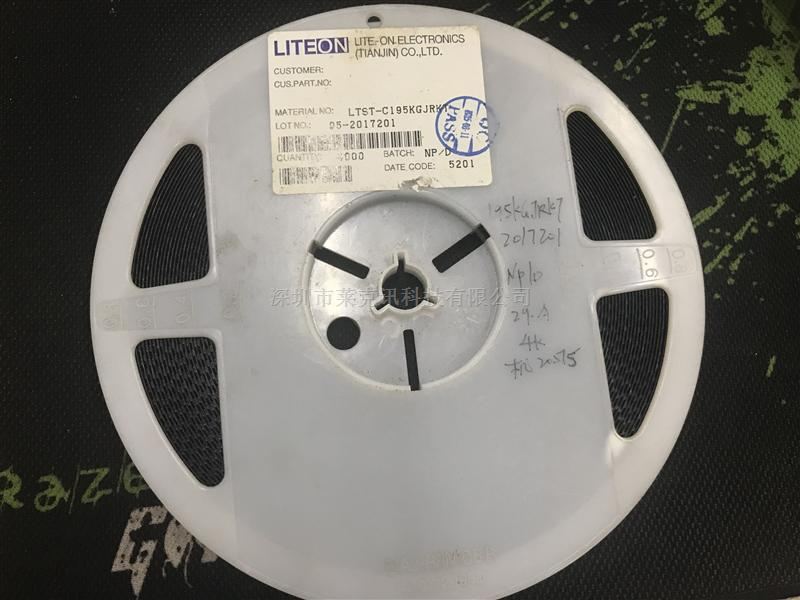 LITEON
LITE-ON ELECTRONICS
(TIANJIN) CO.,LTD.
CUSTOMER:
CUS.PART.NO:
MATERIAL NO: LTST-C195KGJRKT
LOT NO.: 05-2017201
QUANTITY: 4000 BATCH: NP/D
DATE CODE: 5201
PASS
195KGJRKT
2017201
NP/D
29-A
4K
深圳市莱克讯科技有限公司
0.6
0.8
0.4